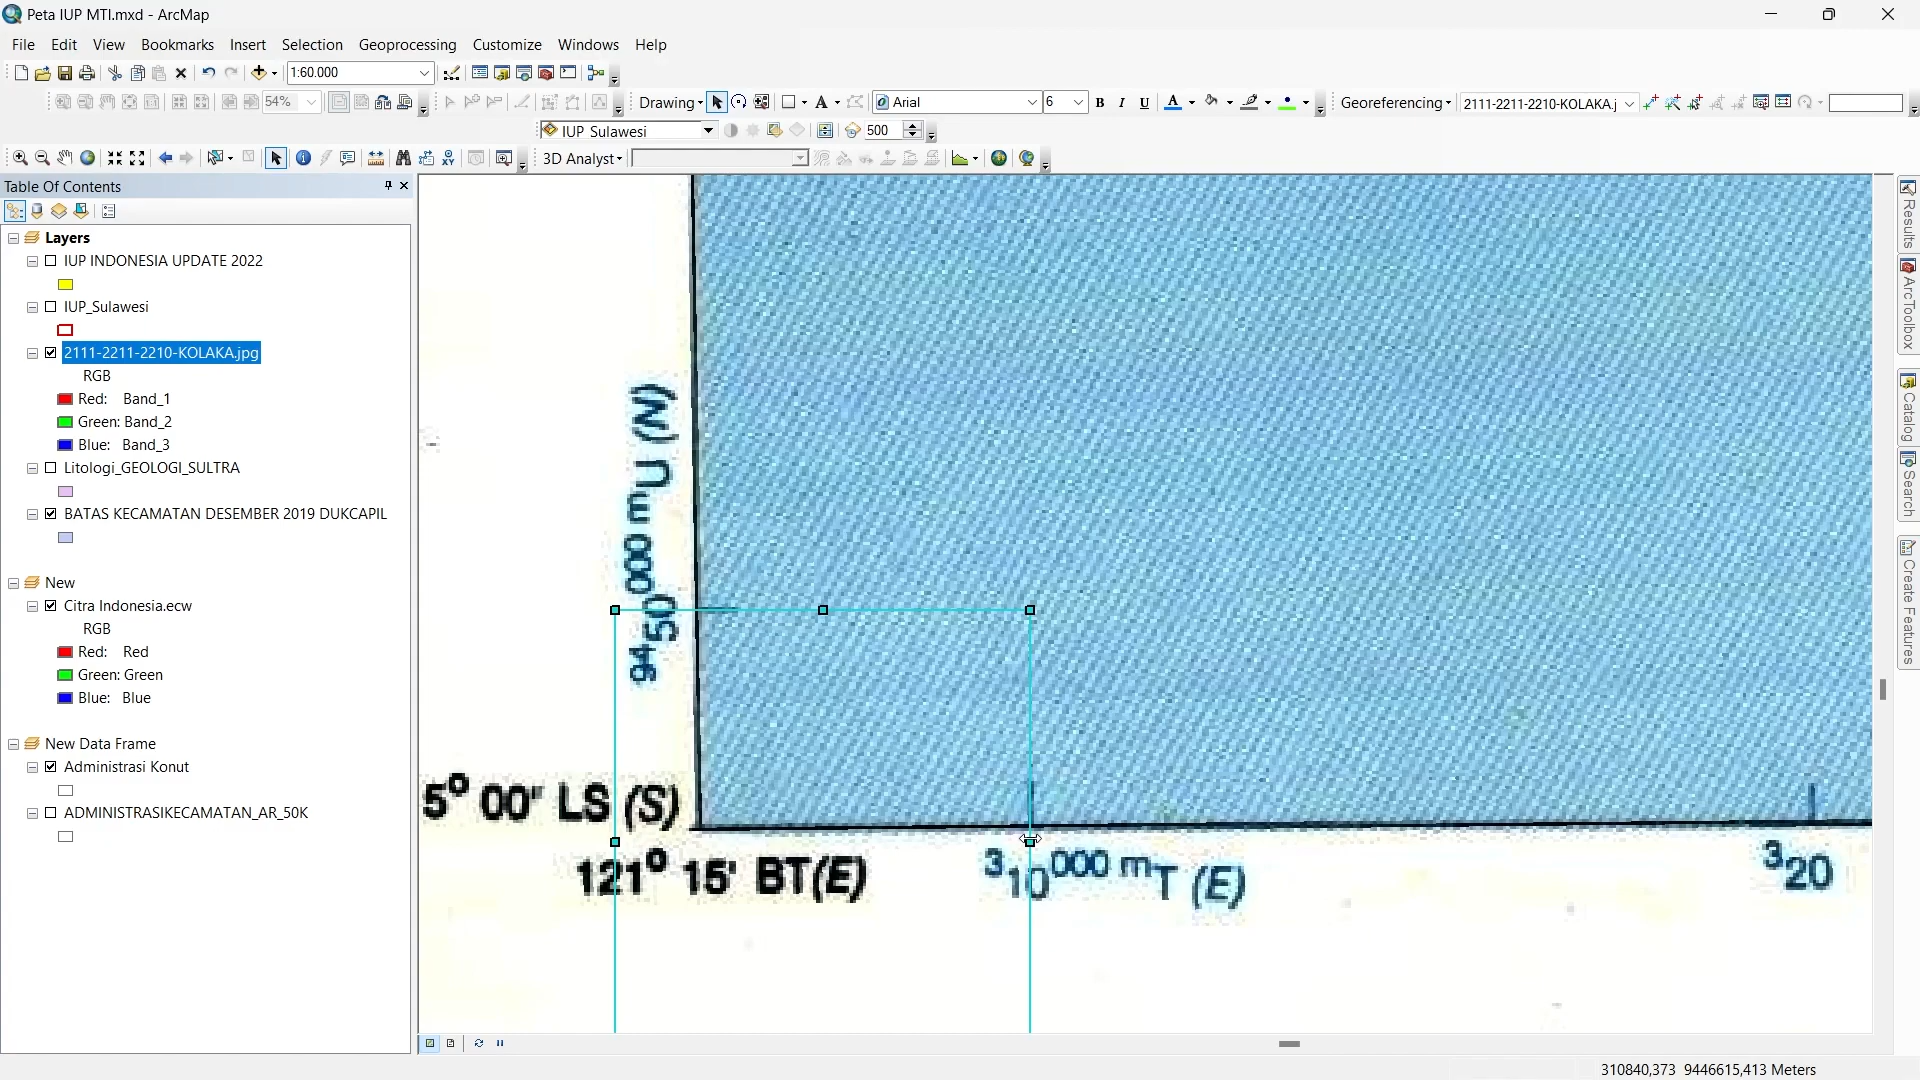 Peta IUP MTI.mxd - ArcMap
File Edit View Bookmarks Insert Selection Geoprocessing Customize Windows Help
1:60.000
54% Drawing Arial 6 B I U A Georeferencing 2111-2211-2210-KOLAKA.j
IUP Sulawesi 500
3D Analyst
Table Of Contents
Layers
IUP INDONESIA UPDATE 2022
IUP_Sulawesi
2111-2211-2210-KOLAKA.jpg
RGB
Red: Band_1
Green: Band_2
Blue: Band_3
Litologi_GEOLOGI_SULTRA
BATAS KECAMATAN DESEMBER 2019 DUKCAPIL
New
Citra Indonesia.ecw
RGB
Red: Red
Green: Green
Blue: Blue
New Data Frame
Administrasi Konut
ADMINISTRASIKECAMATAN_AR_50K
9450000 mU (N)
5° 00' LS (S)
121° 15' BT(E)
310000 mT (E)
320
Results
ArcToolbox
Catalog
Search
Create Features
310840,373 9446615,413 Meters